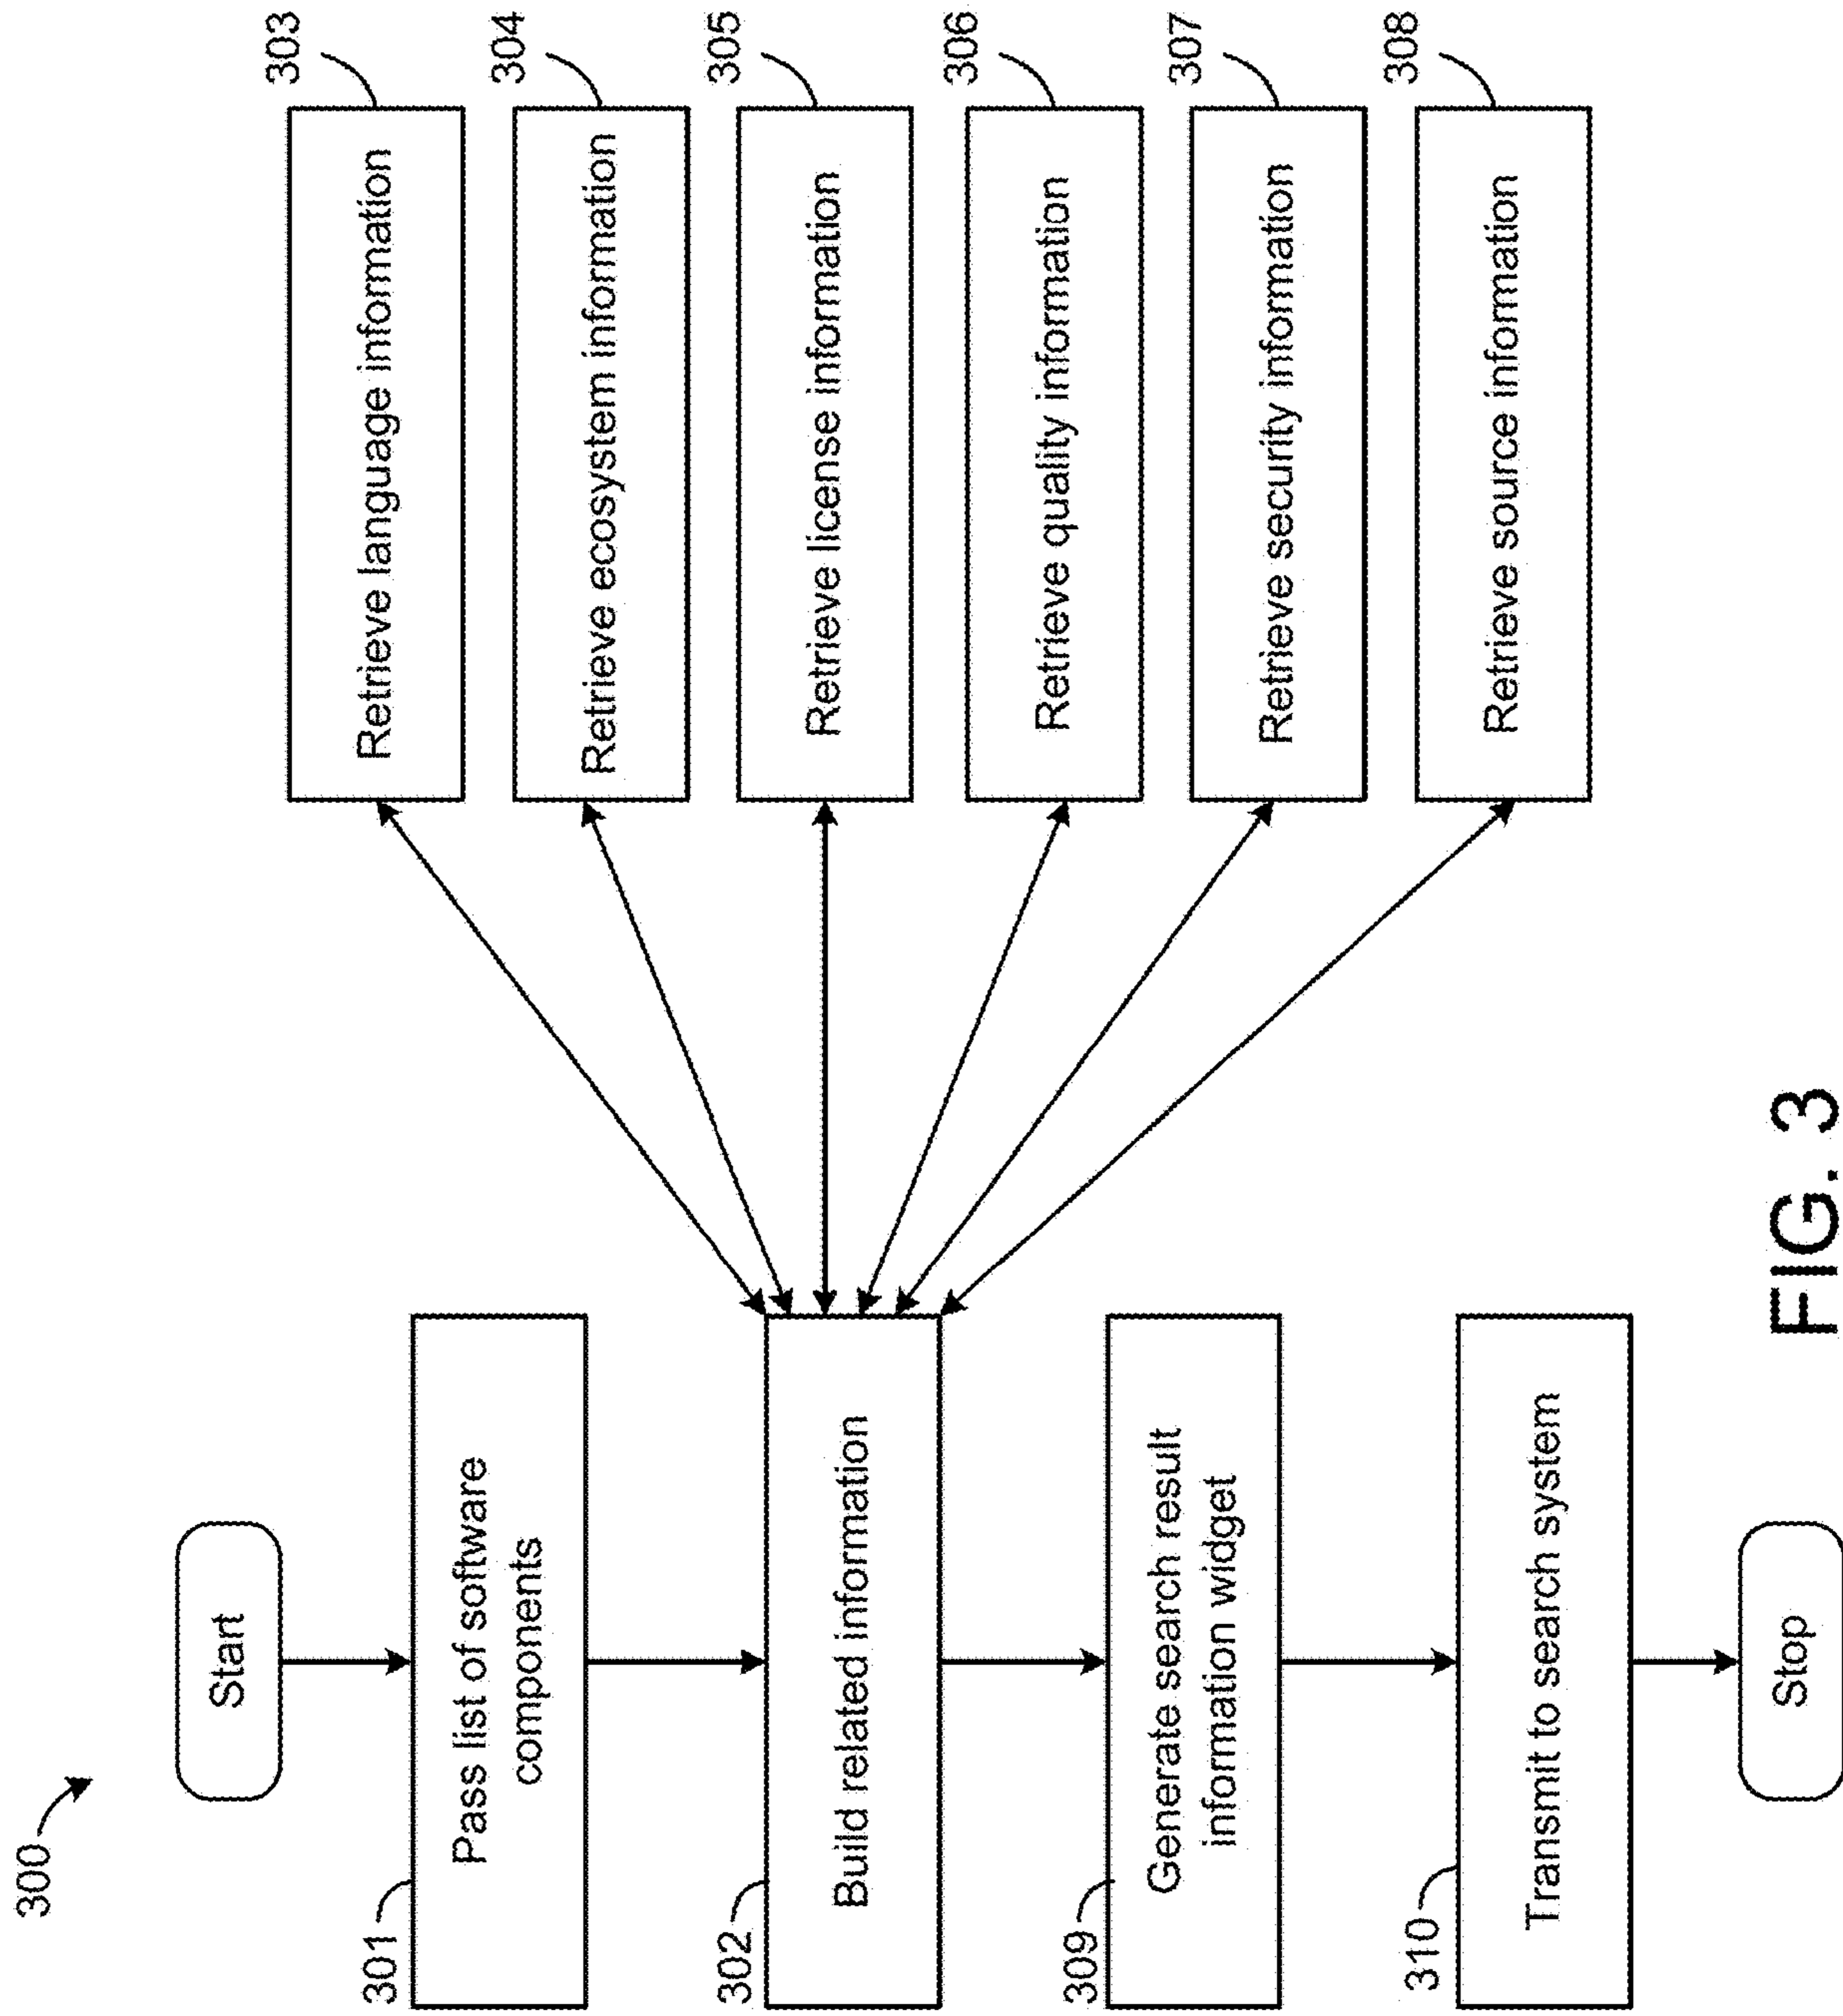 300
Start
301
Pass list of software
components
302
Build related information
303
Retrieve language information
304
Retrieve ecosystem information
305
Retrieve license information
306
Retrieve quality information
307
Retrieve security information
308
Retrieve source information
309
Generate search result
information widget
310
Transmit to search system
Stop
FIG. 3